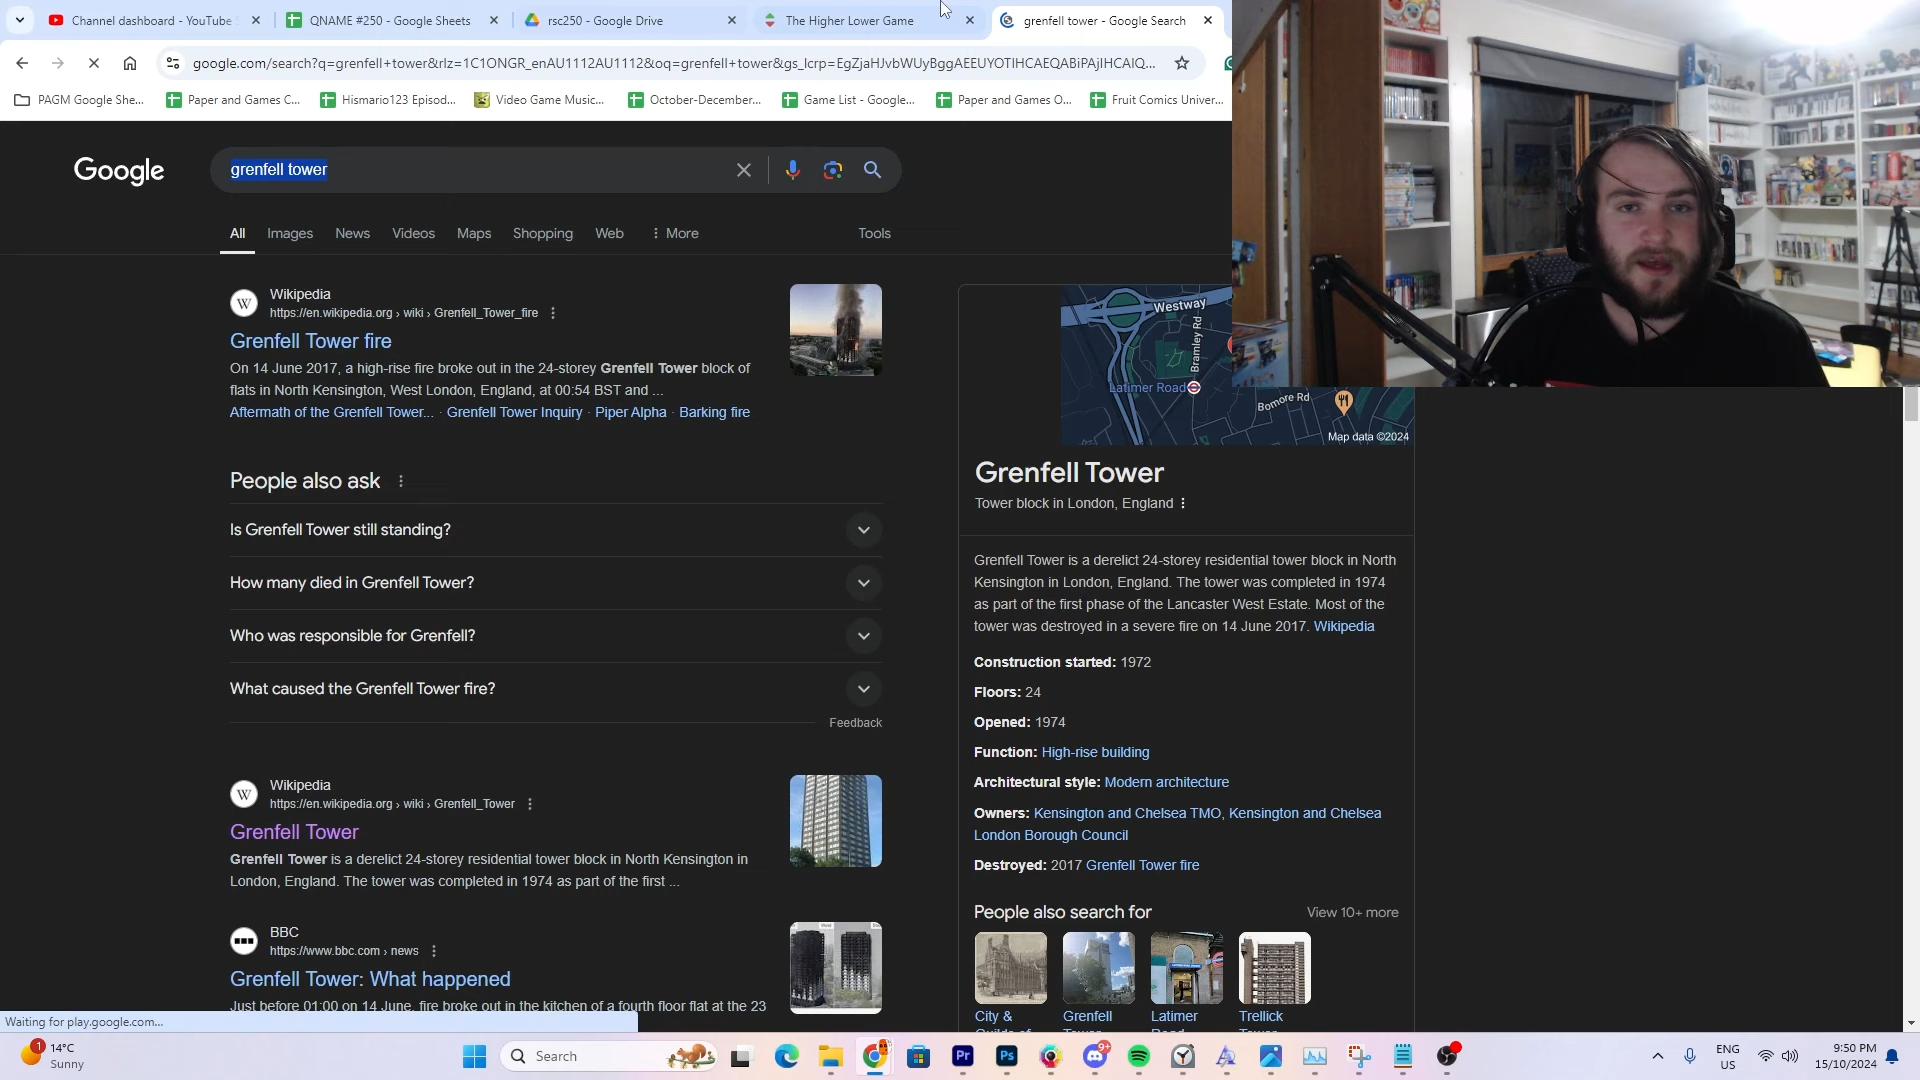 Channel dashboard - YouTube S
QNAME #250 - Google Sheets
rsc250 - Google Drive
The Higher Lower Game
grenfell tower - Google Search
google.com/search?q=grenfell+tower&rlz=1C1ONGR_enAU1112AU1112&oq=grenfell+tower&gs_lcrp=EgZjaHJvbWUyBggAEEUYOTIHCAEQABiPAjIHCAIQ...
PAGM Google She...
Paper and Games C...
Hismario123 Episod...
Video Game Music...
October-December...
Game List - Google...
Paper and Games O...
Fruit Comics Univer...
Google
grenfell tower
All
Images
News
Videos
Maps
Shopping
Web
More
Tools
W
Wikipedia
https://en.wikipedia.org › wiki › Grenfell_Tower_fire
Grenfell Tower fire
On 14 June 2017, a high-rise fire broke out in the 24-storey Grenfell Tower block of
flats in North Kensington, West London, England, at 00:54 BST and ...
Aftermath of the Grenfell Tower... · Grenfell Tower Inquiry · Piper Alpha · Barking fire
People also ask
Is Grenfell Tower still standing?
How many died in Grenfell Tower?
Who was responsible for Grenfell?
What caused the Grenfell Tower fire?
Feedback
W
Wikipedia
https://en.wikipedia.org › wiki › Grenfell_Tower
Grenfell Tower
Grenfell Tower is a derelict 24-storey residential tower block in North Kensington in
London, England. The tower was completed in 1974 as part of the first ...
BBC
https://www.bbc.com › news
Grenfell Tower: What happened
Just before 01:00 on 14 June, fire broke out in the kitchen of a fourth floor flat at the 23
Waiting for play.google.com...
Westway
Bramley Rd
Latimer Road
Bomore Rd
Map data ©2024
Grenfell Tower
Tower block in London, England
Grenfell Tower is a derelict 24-storey residential tower block in North
Kensington in London, England. The tower was completed in 1974
as part of the first phase of the Lancaster West Estate. Most of the
tower was destroyed in a severe fire on 14 June 2017. Wikipedia
Construction started: 1972
Floors: 24
Opened: 1974
Function: High-rise building
Architectural style: Modern architecture
Owners: Kensington and Chelsea TMO, Kensington and Chelsea
London Borough Council
Destroyed: 2017 Grenfell Tower fire
People also search for
View 10+ more
City &
Guilds of
Grenfell
Tower
Latimer
Road
Trellick
Tower
1
14°C
Sunny
Search
Pr
Ps
9+
ENG
US
9:50 PM
15/10/2024